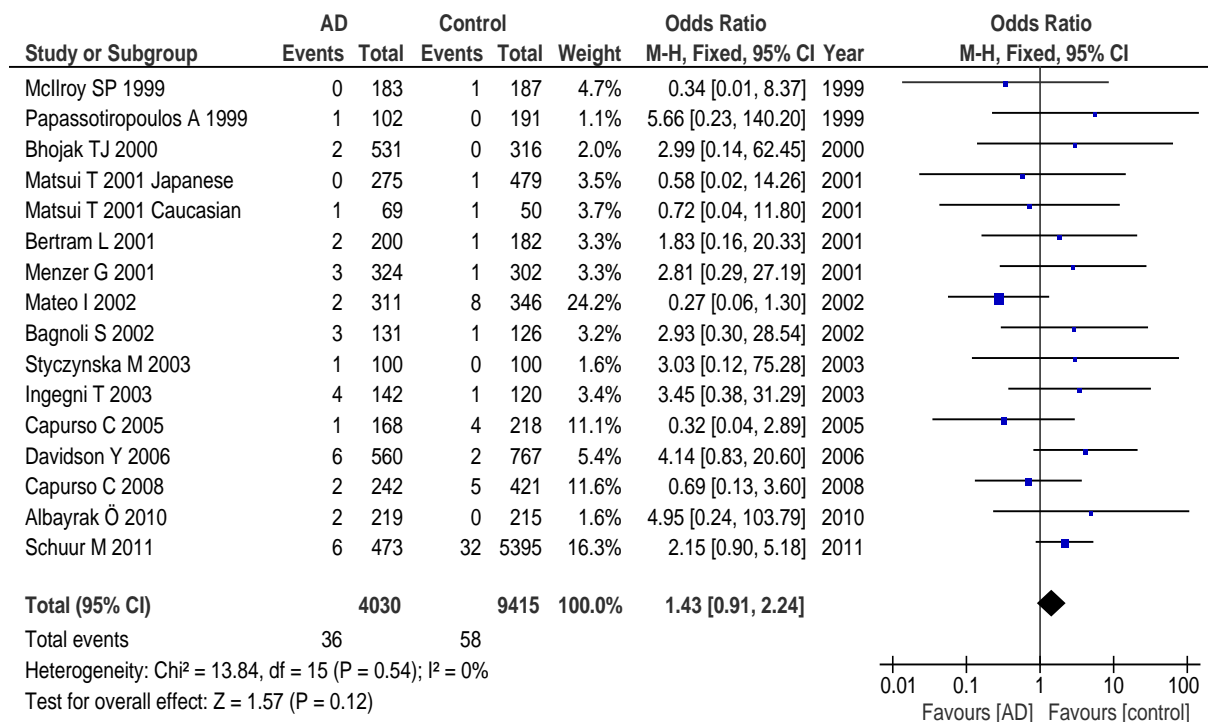 AD Control Odds Ratio Odds Ratio
Study or Subgroup Events Total Events Total Weight M-H, Fixed, 95% CI Year M-H, Fixed, 95% CI
McIlroy SP 1999 0 183 1 187 4.7% 0.34 [0.01, 8.37] 1999
Papassotiropoulos A 1999 1 102 0 191 1.1% 5.66 [0.23, 140.20] 1999
Bhojak TJ 2000 2 531 0 316 2.0% 2.99 [0.14, 62.45] 2000
Matsui T 2001 Japanese 0 275 1 479 3.5% 0.58 [0.02, 14.26] 2001
Matsui T 2001 Caucasian 1 69 1 50 3.7% 0.72 [0.04, 11.80] 2001
Bertram L 2001 2 200 1 182 3.3% 1.83 [0.16, 20.33] 2001
Menzer G 2001 3 324 1 302 3.3% 2.81 [0.29, 27.19] 2001
Mateo I 2002 2 311 8 346 24.2% 0.27 [0.06, 1.30] 2002
Bagnoli S 2002 3 131 1 126 3.2% 2.93 [0.30, 28.54] 2002
Styczynska M 2003 1 100 0 100 1.6% 3.03 [0.12, 75.28] 2003
Ingegni T 2003 4 142 1 120 3.4% 3.45 [0.38, 31.29] 2003
Capurso C 2005 1 168 4 218 11.1% 0.32 [0.04, 2.89] 2005
Davidson Y 2006 6 560 2 767 5.4% 4.14 [0.83, 20.60] 2006
Capurso C 2008 2 242 5 421 11.6% 0.69 [0.13, 3.60] 2008
Albayrak Ö 2010 2 219 0 215 1.6% 4.95 [0.24, 103.79] 2010
Schuur M 2011 6 473 32 5395 16.3% 2.15 [0.90, 5.18] 2011
Total (95% CI) 4030 9415 100.0% 1.43 [0.91, 2.24]
Total events 36 58
Heterogeneity: Chi² = 13.84, df = 15 (P = 0.54); I² = 0%
Test for overall effect: Z = 1.57 (P = 0.12)
0.01 0.1 1 10 100
Favours [AD] Favours [control]